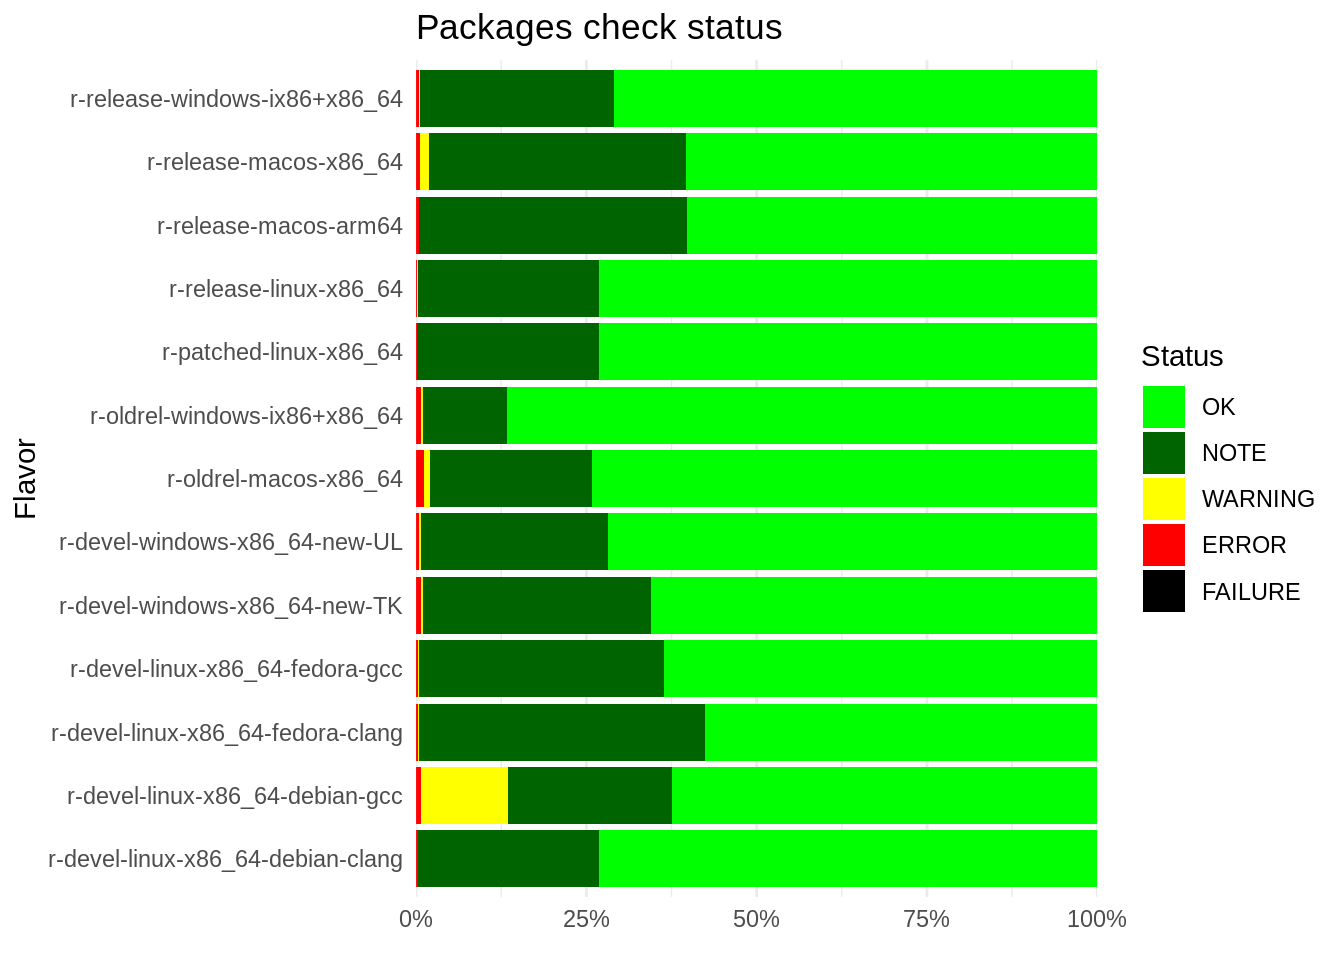 Packages check status
r-release-windows-ix86+x86_64
r-release-macos-x86_64
r-release-macos-arm64
r-release-linux-x86_64
r-patched-linux-x86_64
r-oldrel-windows-ix86+x86_64
r-oldrel-macos-x86_64
r-devel-windows-x86_64-new-UL
r-devel-windows-x86_64-new-TK
r-devel-linux-x86_64-fedora-gcc
r-devel-linux-x86_64-fedora-clang
r-devel-linux-x86_64-debian-gcc
r-devel-linux-x86_64-debian-clang
Flavor
0% 25% 50% 75% 100%
Status
OK
NOTE
WARNING
ERROR
FAILURE